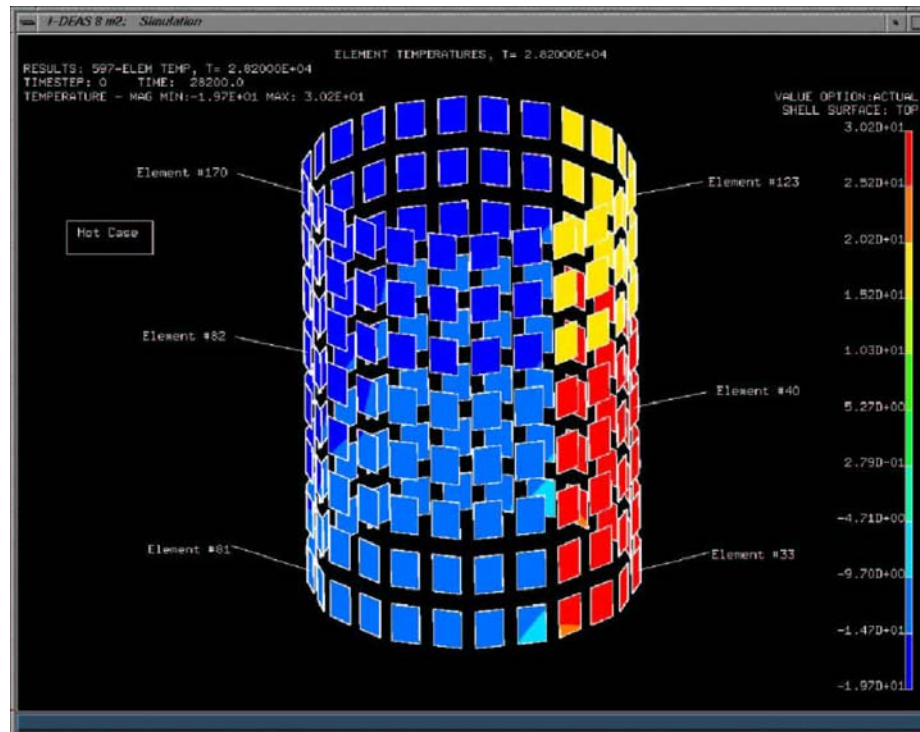 I-DEAS 8 m2: Simulation
ELEMENT TEMPERATURES, T= 2.82000E+04
RESULTS: 597-ELEM TEMP, T= 2.82000E+04
TIMESTEP: 0 TIME: 28200.0
TEMPERATURE - MAG MIN:-1.97E+01 MAX: 3.02E+01
VALUE OPTION:ACTUAL
SHELL SURFACE: TOP
3.02D+01
Element #170
Element #123
2.52D+01
Hot Case
2.02D+01
1.52D+01
Element #82
1.03D+01
Element #40
5.27D+00
2.79D-01
-4.71D+00
Element #81
Element #33
-9.70D+00
-1.47D+01
-1.97D+01